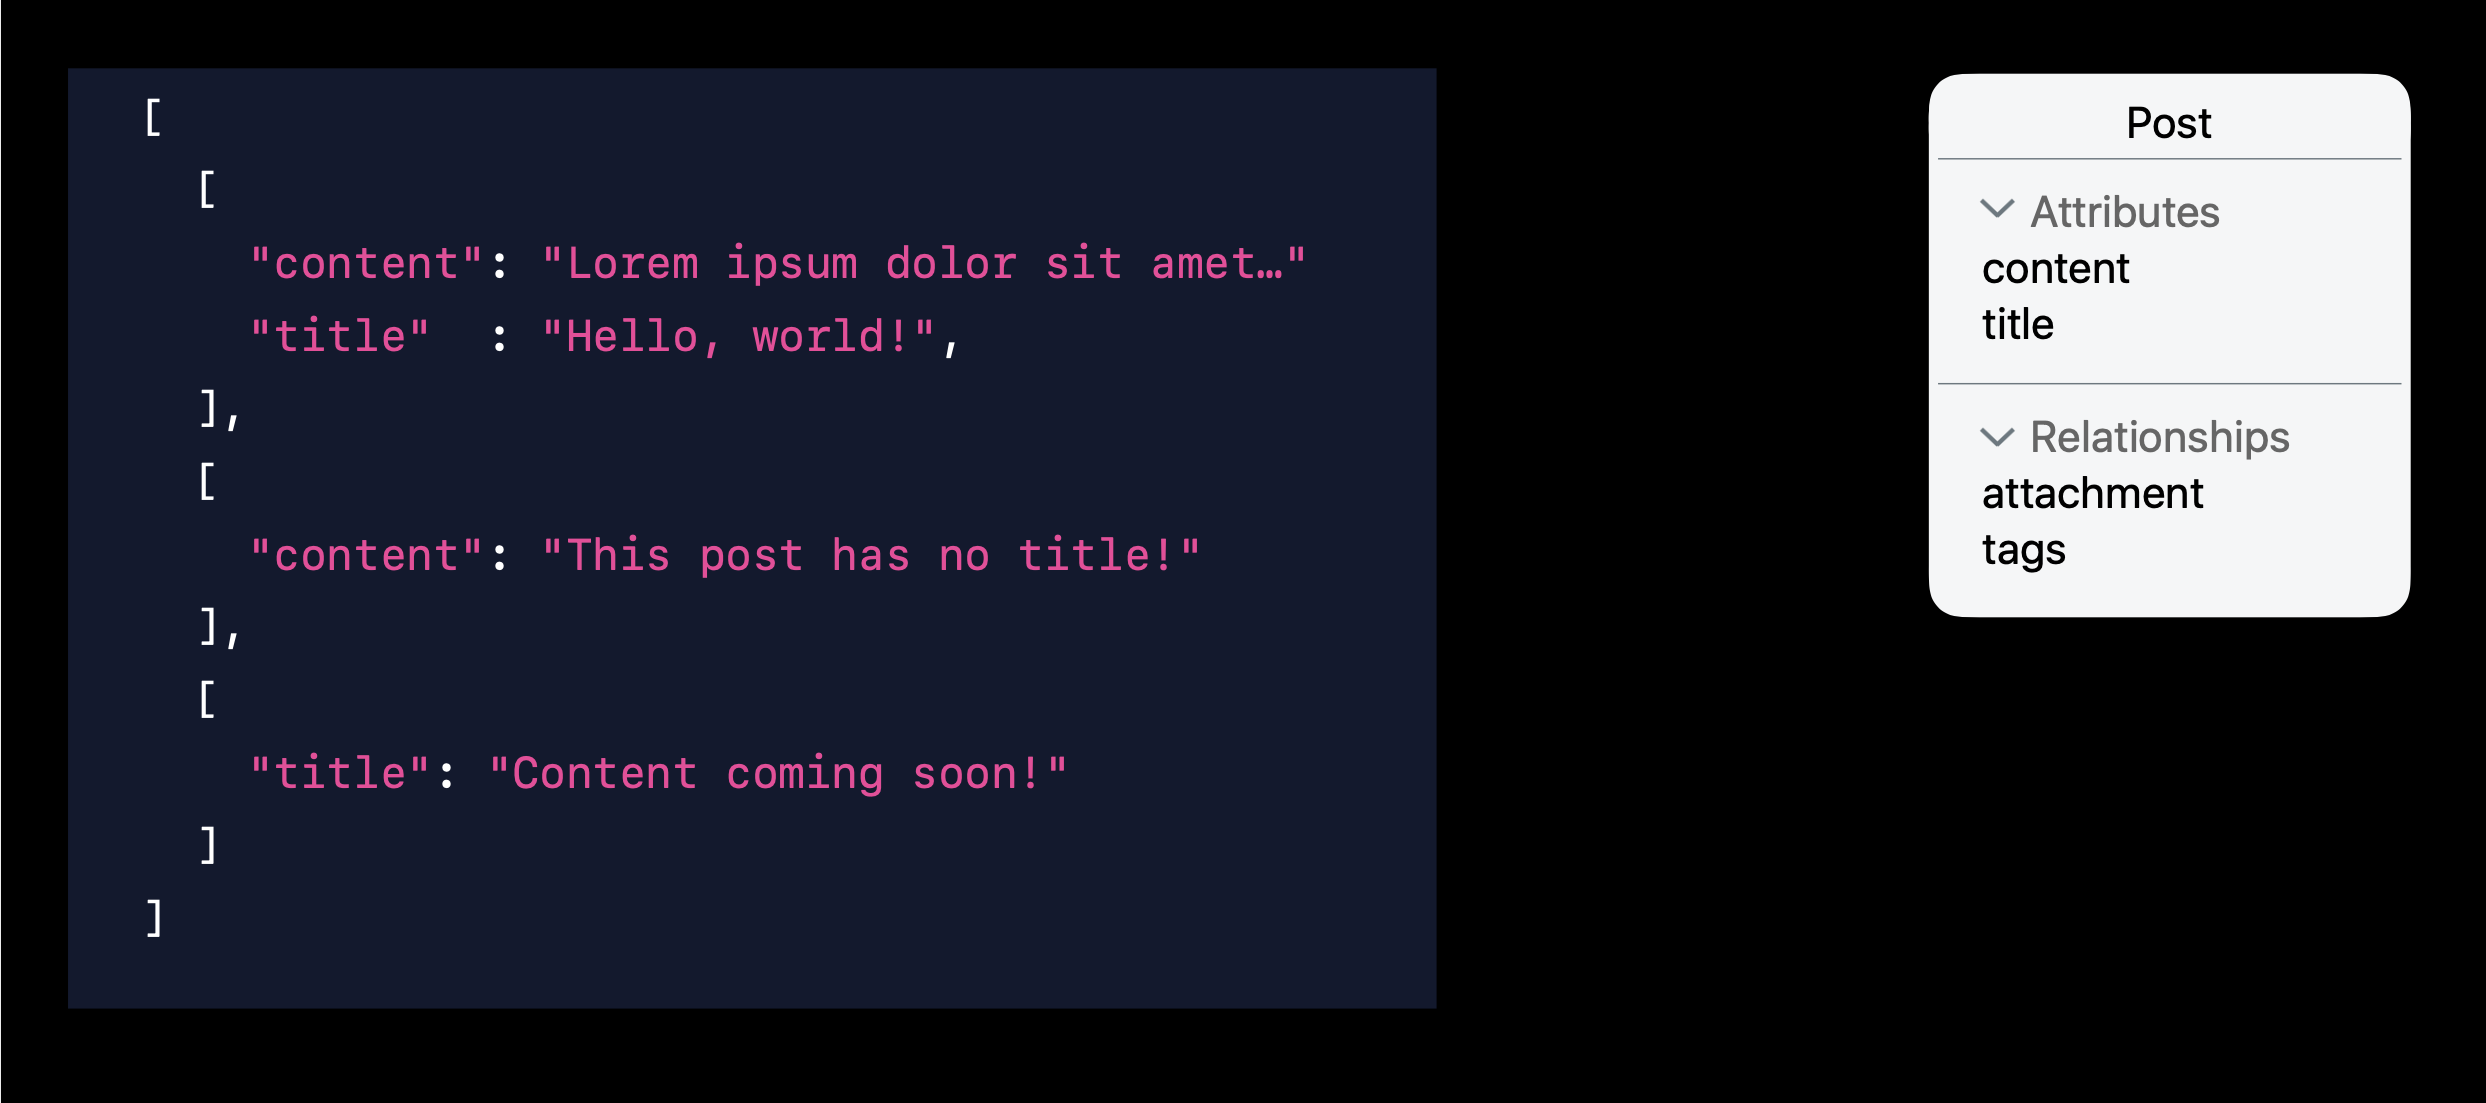 [
[
"content": "Lorem ipsum dolor sit amet…"
"title"  : "Hello, world!",
],
[
"content": "This post has no title!"
],
[
"title": "Content coming soon!"
]
]
Post
Attributes
content
title
Relationships
attachment
tags